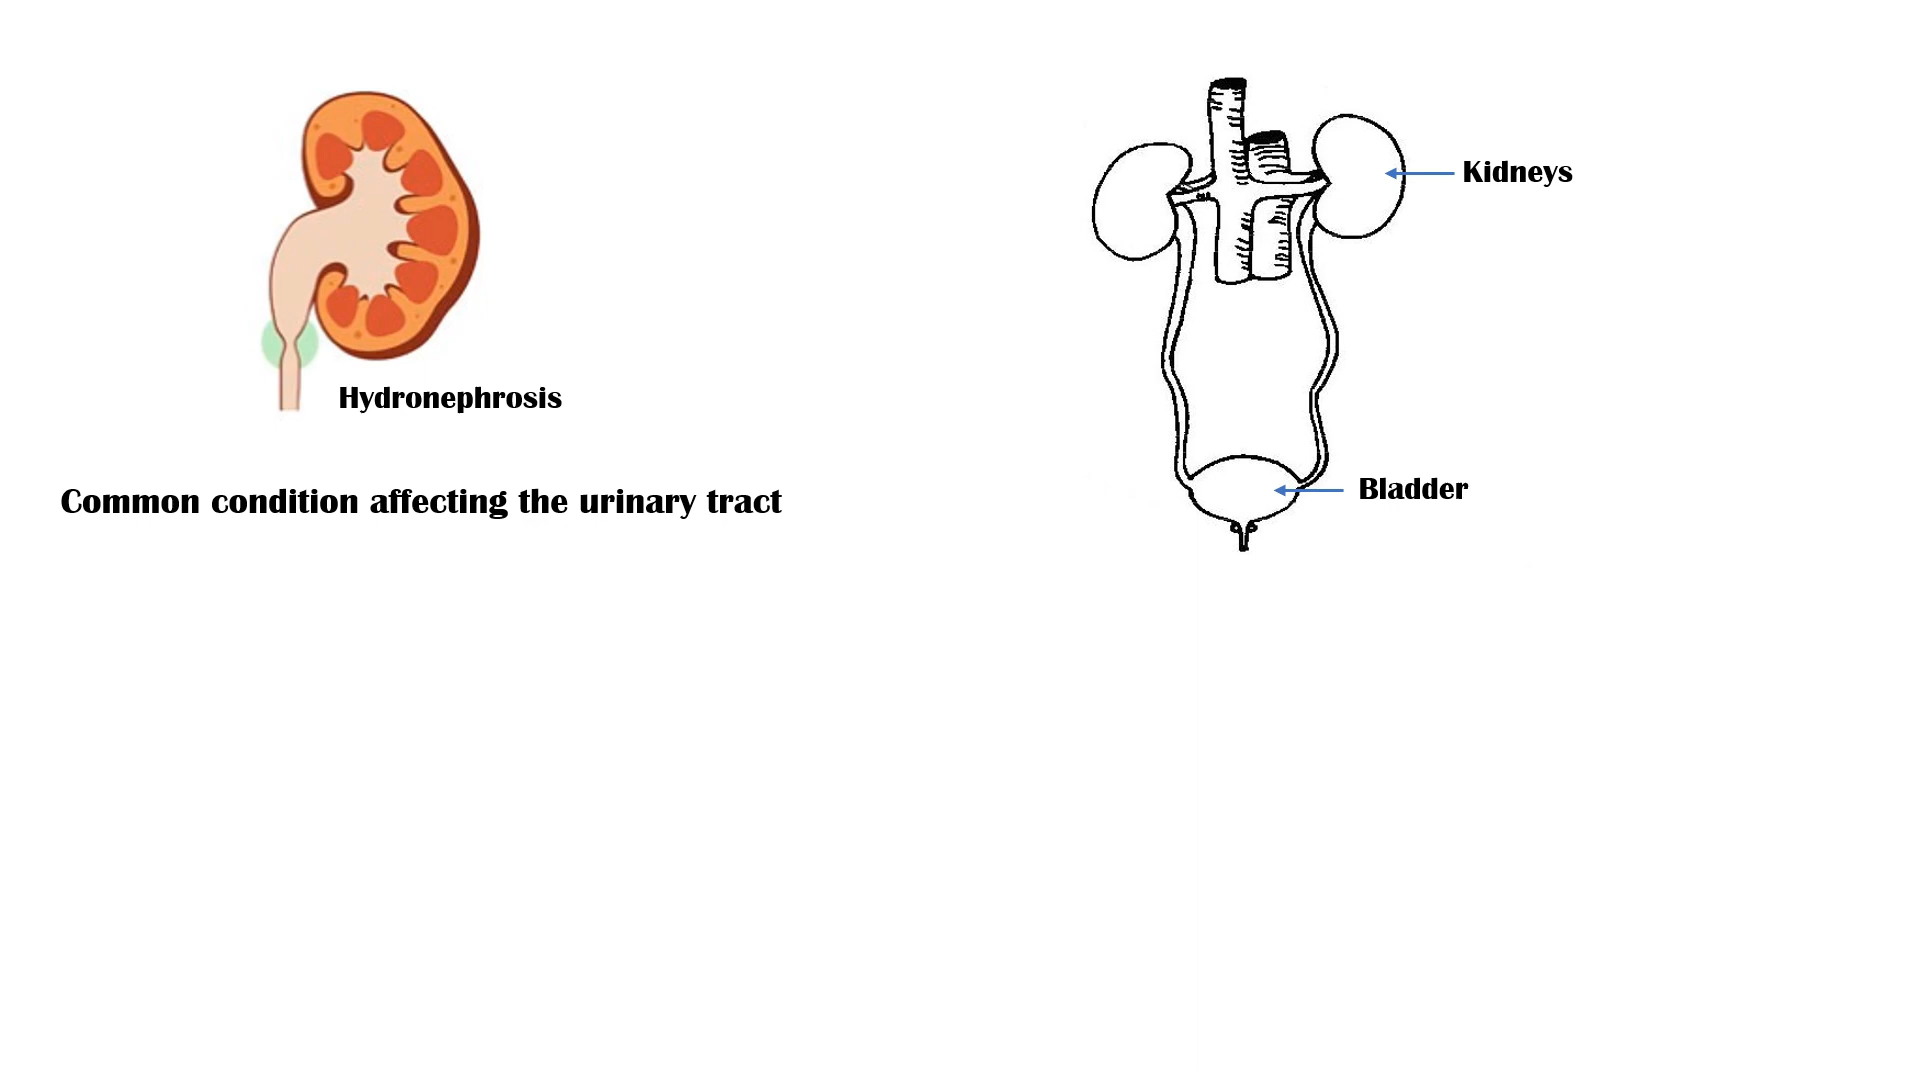 Hydronephrosis
Common condition affecting the urinary tract
Kidneys
Bladder